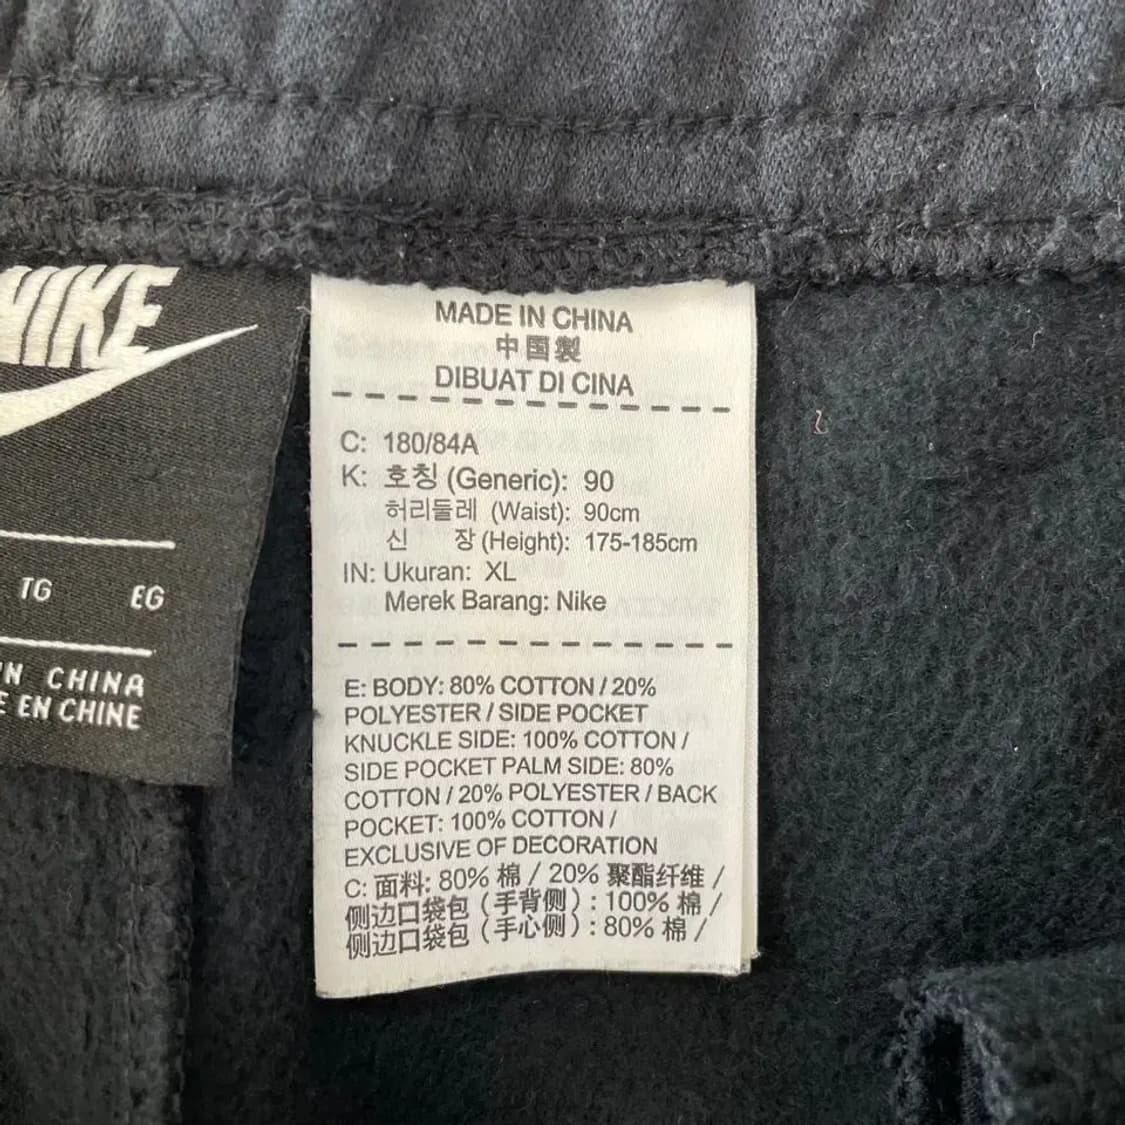 NIKE
TG EG
CHINA
EN CHINE
MADE IN CHINA
中国製
DIBUAT DI CINA
C: 180/84A
K: 호칭 (Generic): 90
허리둘레 (Waist): 90cm
신 장 (Height): 175-185cm
IN: Ukuran: XL
Merek Barang: Nike
E: BODY: 80% COTTON / 20%
POLYESTER / SIDE POCKET
KNUCKLE SIDE: 100% COTTON /
SIDE POCKET PALM SIDE: 80%
COTTON / 20% POLYESTER / BACK
POCKET: 100% COTTON /
EXCLUSIVE OF DECORATION
C: 面料: 80% 棉 / 20% 聚酯纤维 /
侧边口袋包 (手背侧) : 100% 棉 /
侧边口袋包 (手心侧) : 80% 棉 /